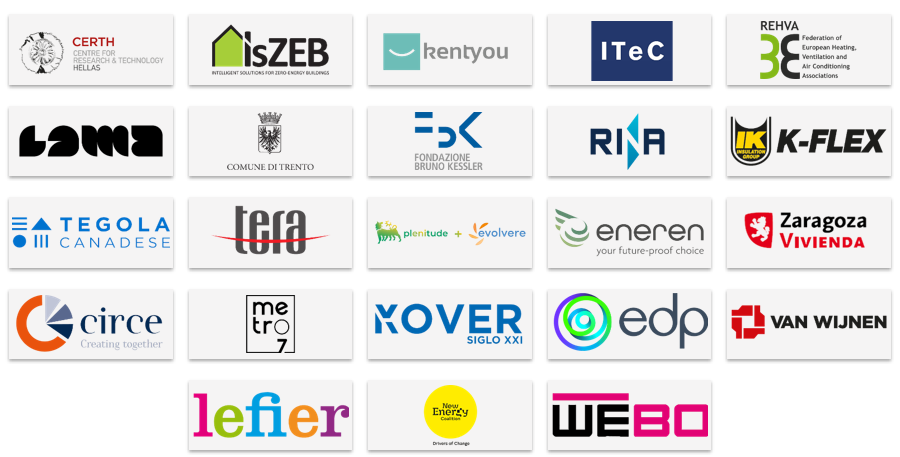 CERTH
CENTRE FOR
RESEARCH & TECHNOLOGY
HELLAS
IsZEB
INTELLIGENT SOLUTIONS FOR ZERO-ENERGY BUILDINGS
kentyou
ITeC
REHVA
Federation of
European Heating,
Ventilation and
Air Conditioning
Associations
LAMA
COMUNE DI TRENTO
FBK
FONDAZIONE
BRUNO KESSLER
RINA
IK
INSULATION
GROUP
K-FLEX
TEGOLA
CANADESE
tera
plenitude + evolvere
eneren
your future-proof choice
Zaragoza
VIVIENDA
circe
Creating together
me
tro
7
KOVER
SIGLO XXI
edp
VAN WIJNEN
lefier
New
Energy
Coalition
Drivers of Change
WEBO